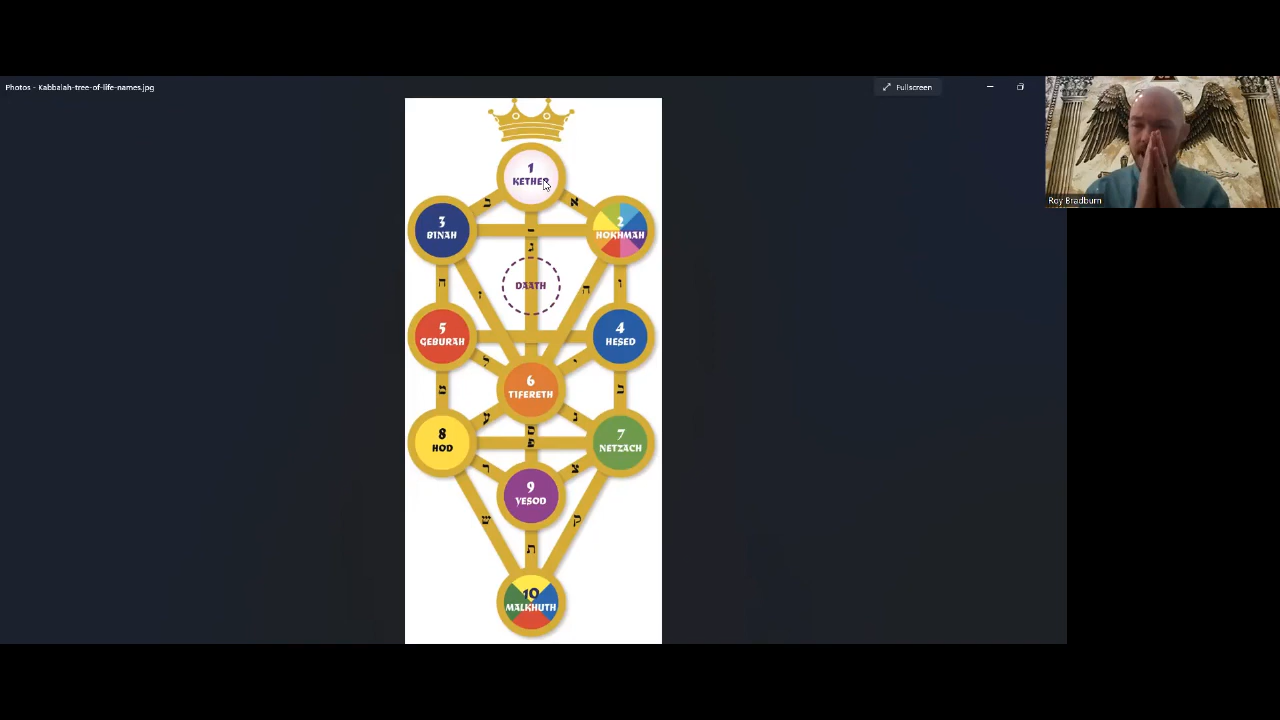 Photos - Kabbalah-tree-of-life-names.jpg
Fullscreen
Roy Bradburn
1
KETHER
ב
א
3
BINAH
2
HOKHMAH
ג
DAATH
ח
ז
ה
ו
5
GEBURAH
4
HESED
ל
י
6
TIFERETH
מ
ע
נ
ס
8
HOD
7
NETZACH
צ
9
YESOD
ש
ק
ת
10
MALKHUTH